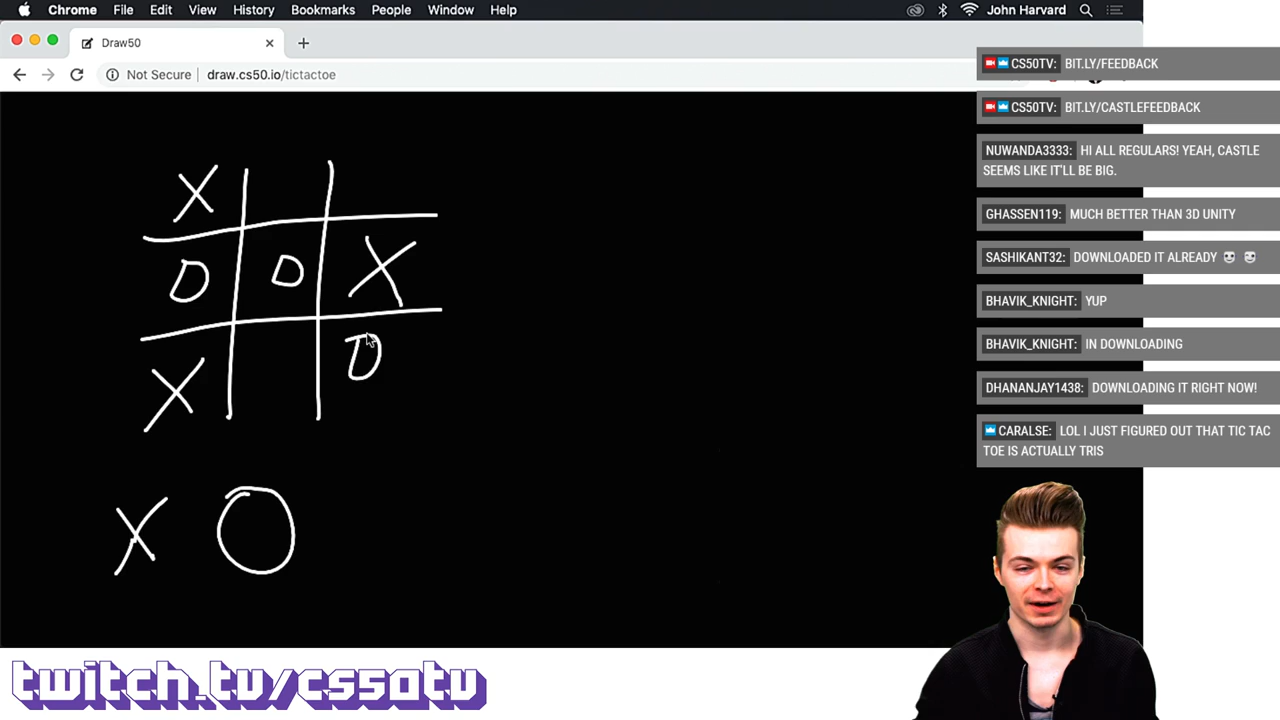 Chrome File Edit View History Bookmarks People Window Help John Harvard
Draw50
Not Secure draw.cs50.io/tictactoe
CS50TV: BIT.LY/FEEDBACK
CS50TV: BIT.LY/CASTLEFEEDBACK
NUWANDA3333: HI ALL REGULARS! YEAH, CASTLE
SEEMS LIKE IT'LL BE BIG.
GHASSEN119: MUCH BETTER THAN 3D UNITY
SASHIKANT32: DOWNLOADED IT ALREADY
BHAVIK_KNIGHT: YUP
BHAVIK_KNIGHT: IN DOWNLOADING
DHANANJAY1438: DOWNLOADING IT RIGHT NOW!
CARALSE: LOL I JUST FIGURED OUT THAT TIC TAC
TOE IS ACTUALLY TRIS
X
O O X
X O
X O
twitch.tv/cs50tv